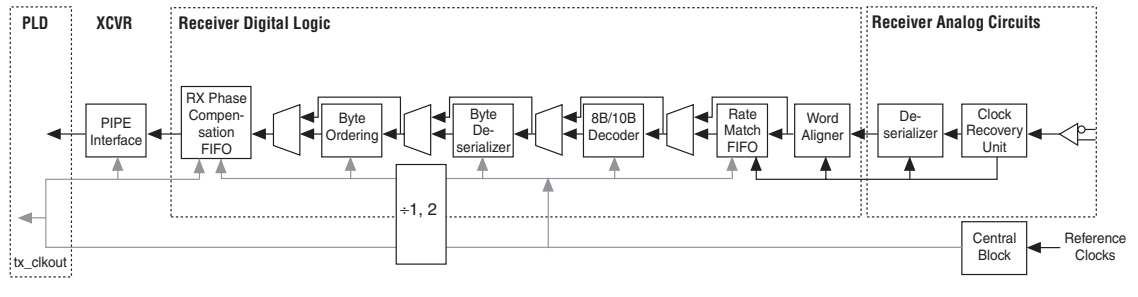 PLD
XCVR
Receiver Digital Logic
Receiver Analog Circuits
PIPE
Interface
RX Phase
Compen-
sation
FIFO
Byte
Ordering
Byte
De-
serializer
8B/10B
Decoder
Rate
Match
FIFO
Word
Aligner
De-
serializer
Clock
Recovery
Unit
÷1, 2
tx_clkout
Central
Block
Reference
Clocks